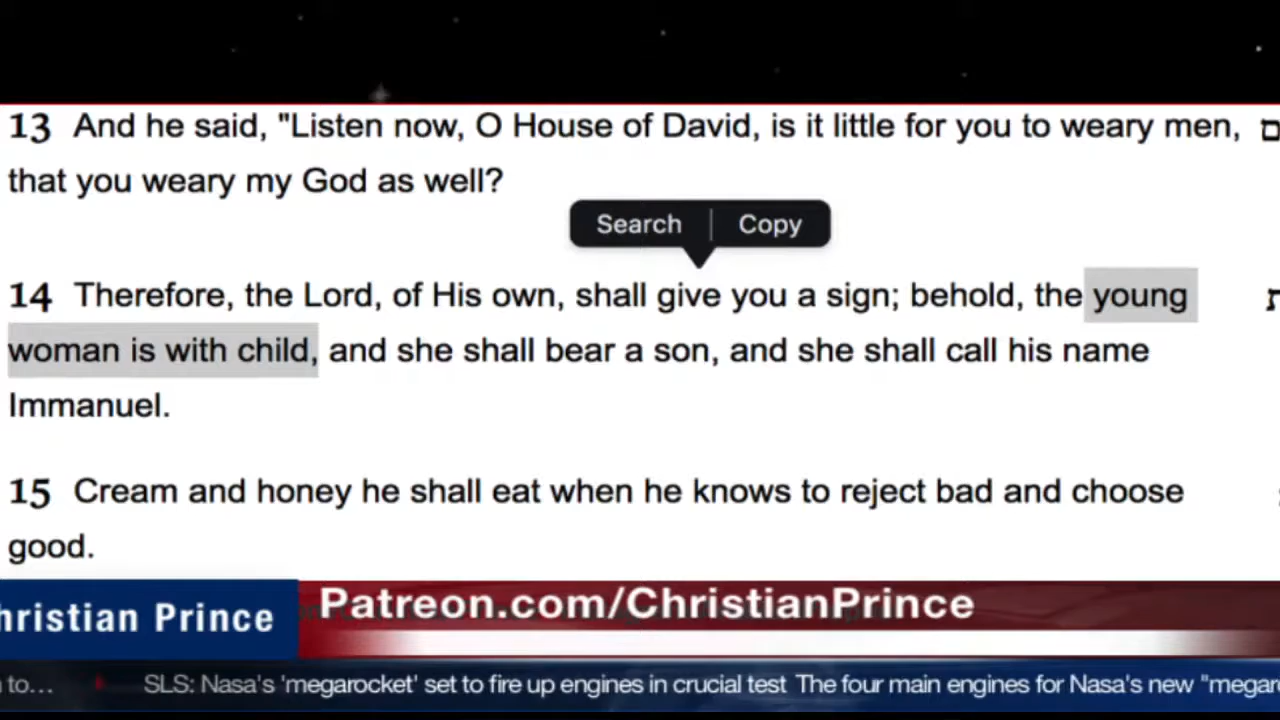 13 And he said, "Listen now, O House of David, is it little for you to weary men,
that you weary my God as well?
Search Copy
14 Therefore, the Lord, of His own, shall give you a sign; behold, the young
woman is with child, and she shall bear a son, and she shall call his name
Immanuel.
15 Cream and honey he shall eat when he knows to reject bad and choose
good.
hristian Prince
Patreon.com/ChristianPrince
to... SLS: Nasa's 'megarocket' set to fire up engines in crucial test The four main engines for Nasa's new "megar